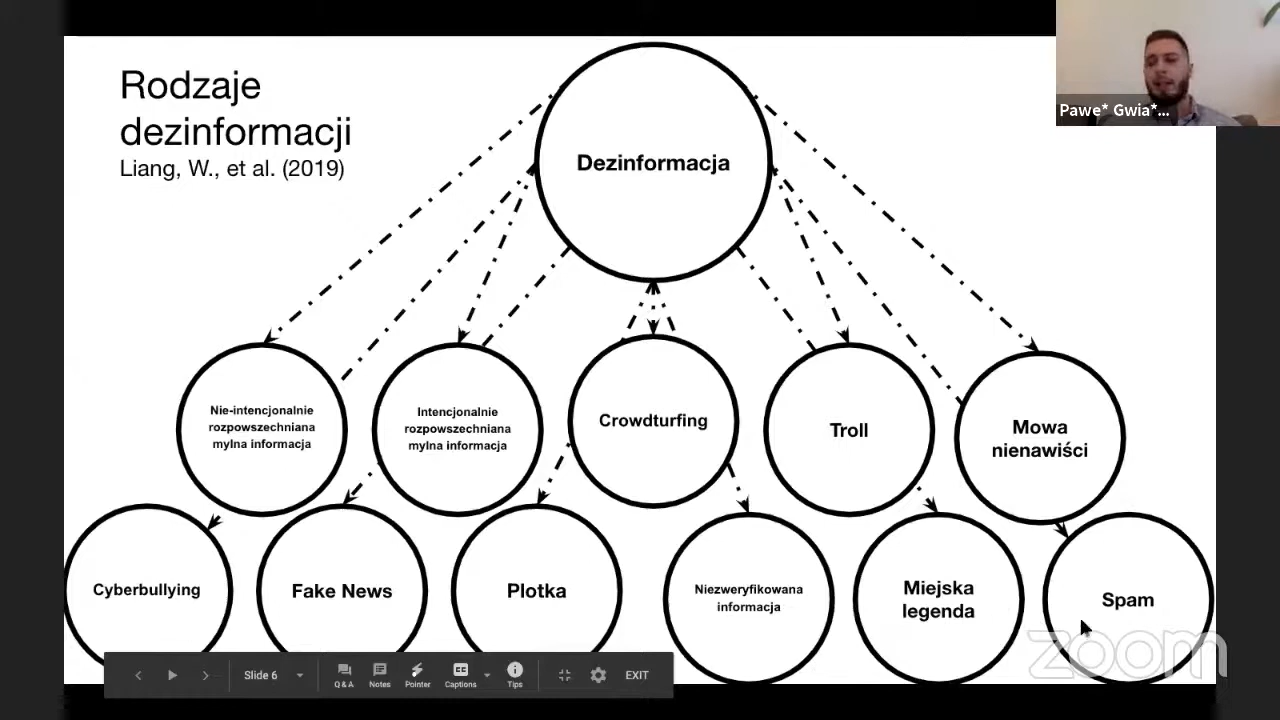 Rodzaje
dezinformacji
Liang, W., et al. (2019)
Pawe* Gwia*...
Dezinformacja
Nie-intencjonalnie
rozpowszechniana
mylna informacja
Intencjonalnie
rozpowszechniana
mylna informacja
Crowdturfing
Troll
Mowa
nienawiści
Cyberbullying
Fake News
Plotka
Niezweryfikowana
informacja
Miejska
legenda
Spam
zoom
Slide 6
Q & A
Notes
Pointer
Captions
Tips
EXIT